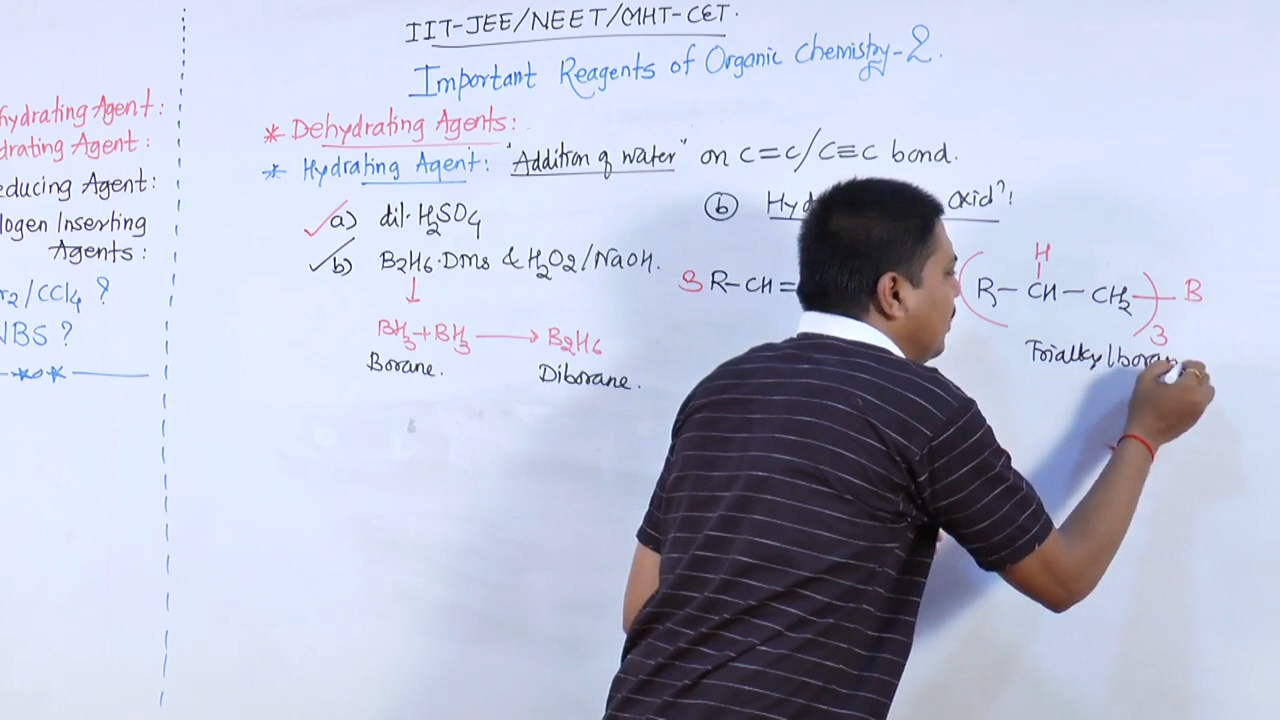 IIT-JEE/NEET/MHT-CET.
Important Reagents of Organic Chemistry-2.
hydrating Agent:
drating Agent:
educing Agent:
logen Inserting
Agents:
r2/CCl4 ?
NBS ?
* Dehydrating Agents:
* Hydrating Agent: "Addition of water" on C=C/C≡C bond.
a) dil. H2SO4
b) B2H6.Dms & H2O2/NaOH.
↓
BH3+BH3 → B2H6
Borane. Diborane.
b Hyd oxidn:
3R-CH= (R-CH-CH2)3-B
H
Trialkylboran